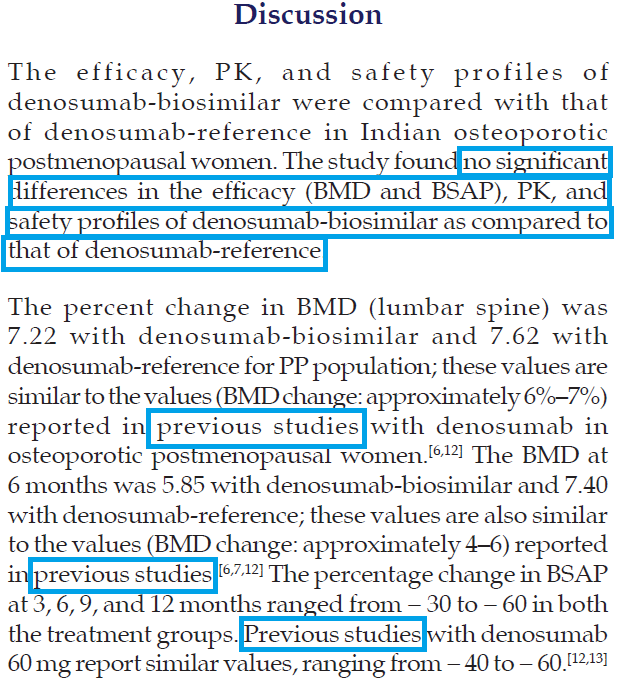 Discussion
The efficacy, PK, and safety profiles of
denosumab-biosimilar were compared with that
of denosumab-reference in Indian osteoporotic
postmenopausal women. The study found no significant
differences in the efficacy (BMD and BSAP), PK, and
safety profiles of denosumab-biosimilar as compared to
that of denosumab-reference
The percent change in BMD (lumbar spine) was
7.22 with denosumab-biosimilar and 7.62 with
denosumab-reference for PP population; these values are
similar to the values (BMD change: approximately 6%–7%)
reported in previous studies with denosumab in
osteoporotic postmenopausal women.[6,12] The BMD at
6 months was 5.85 with denosumab-biosimilar and 7.40
with denosumab-reference; these values are also similar
to the values (BMD change: approximately 4–6) reported
in previous studies.[6,7,12] The percentage change in BSAP
at 3, 6, 9, and 12 months ranged from – 30 to – 60 in both
the treatment groups. Previous studies with denosumab
60 mg report similar values, ranging from – 40 to – 60.[12,13]